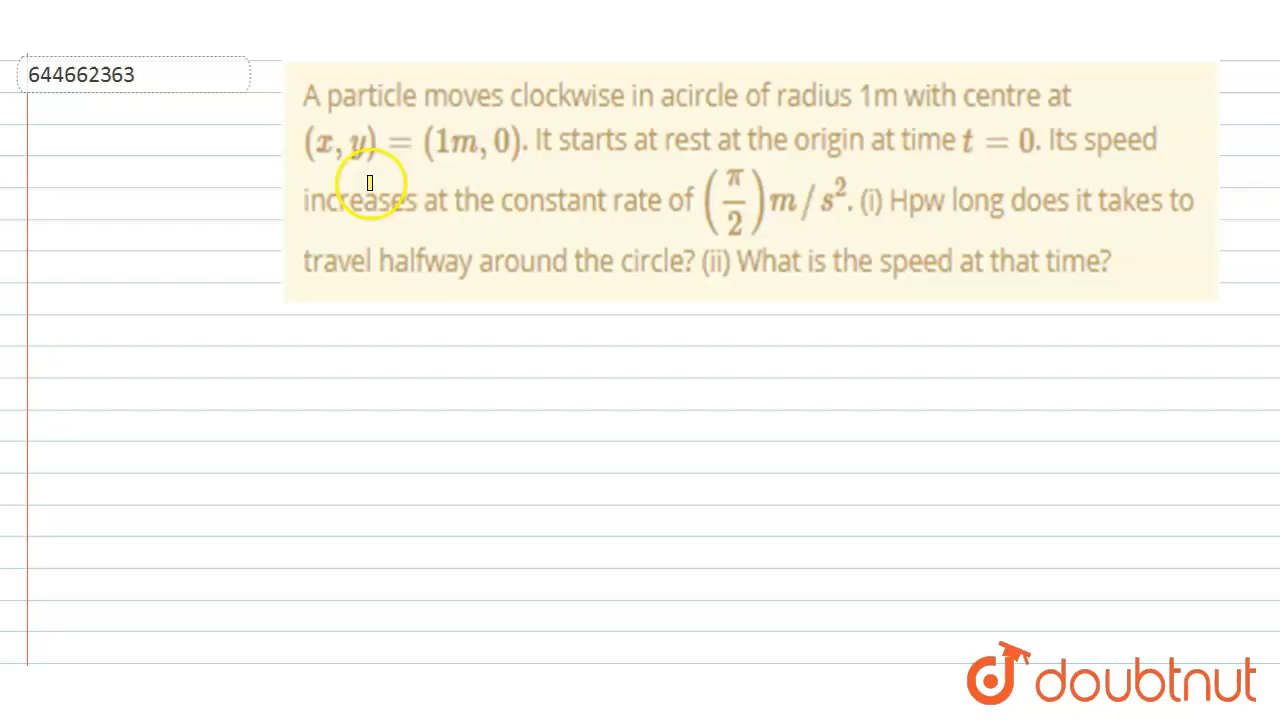 644662363
A particle moves clockwise in acircle of radius 1m with centre at
(x, y) = (1m, 0). It starts at rest at the origin at time t = 0. Its speed
increases at the constant rate of (π/2) m/s². (i) Hpw long does it takes to
travel halfway around the circle? (ii) What is the speed at that time?
doubtnut